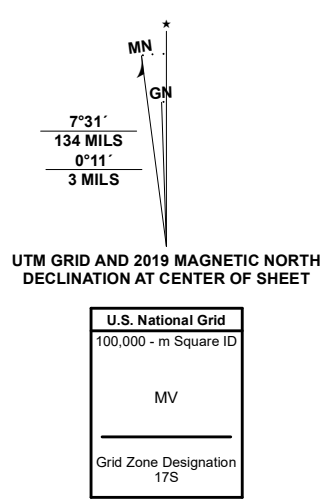 MN
GN
7°31´
134 MILS
0°11´
3 MILS
UTM GRID AND 2019 MAGNETIC NORTH
DECLINATION AT CENTER OF SHEET
U.S. National Grid
100,000 - m Square ID
MV
Grid Zone Designation
17S